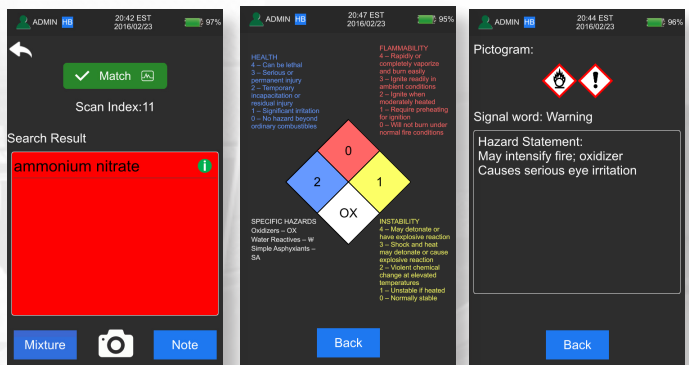 ADMIN HB 20:42 EST 97%
2016/02/23
Match
Scan Index:11
Search Result
ammonium nitrate i
Mixture Note
ADMIN HB 20:47 EST 95%
2016/02/23
HEALTH
4 – Can be lethal
3 – Serious or
permanent injury
2 – Temporary
incapacitation or
residual injury
1 – Significant irritation
0 – No hazard beyond
ordinary combustibles
FLAMMABILITY
4 – Rapidly or
completely vaporize
and burn easily
3 – Ignite readily in
ambient conditions
2 – Ignite when
moderately heated
1 – Require preheating
for ignition
0 – Will not burn under
normal fire conditions
0
2 1
OX
SPECIFIC HAZARDS
Oxidizers – OX
Water Reactives – W
Simple Asphyxiants –
SA
INSTABILITY
4 – May detonate or
have explosive reaction
3 – Shock and heat
may detonate or cause
explosive reaction
2 – Violent chemical
change at elevated
temperatures
1 – Unstable if heated
0 – Normally stable
Back
ADMIN HB 20:44 EST 96%
2016/02/23
Pictogram:
!
Signal word: Warning
Hazard Statement:
May intensify fire; oxidizer
Causes serious eye irritation
Back